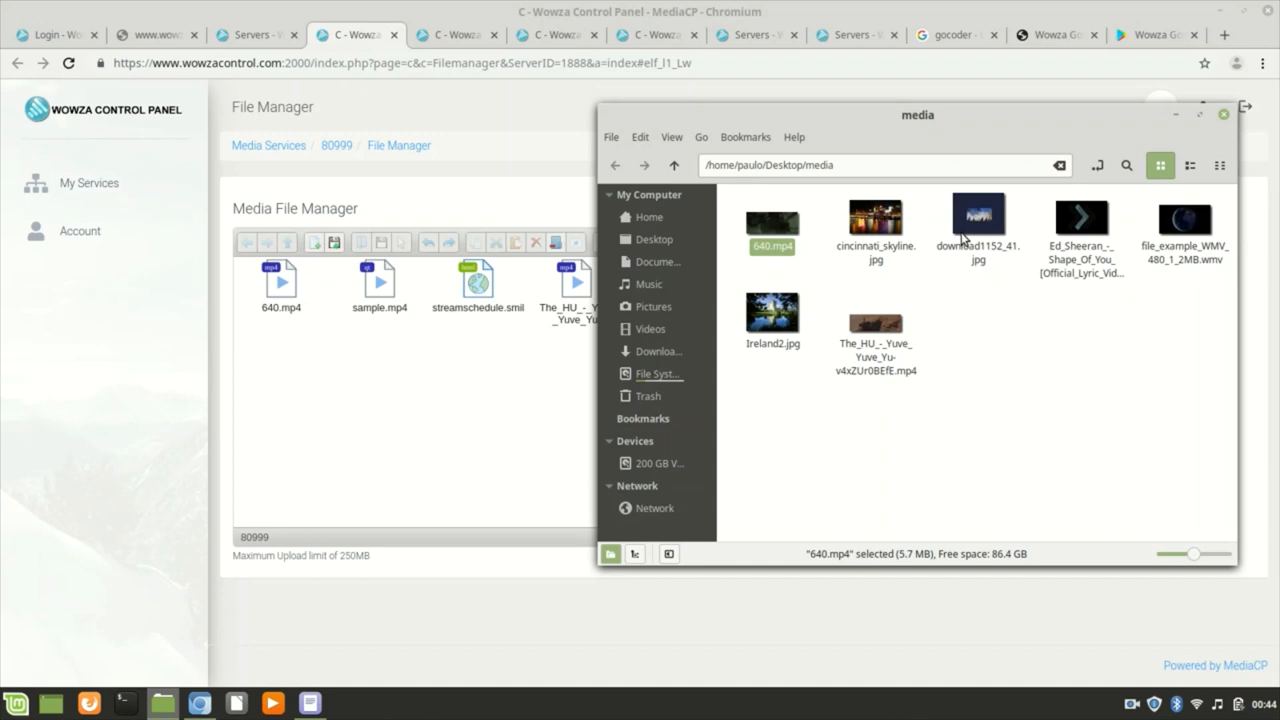 C - Wowza Control Panel - MediaCP - Chromium
Login - Wo
www.wow
Servers - W
C - Wowza
C - Wowza
C - Wowza
C - Wowza
Servers - W
Servers - W
gocoder - 
Wowza Go
Wowza Go
https://www.wowzacontrol.com:2000/index.php?page=c&c=Filemanager&ServerID=1888&a=index#elf_l1_Lw
WOWZA CONTROL PANEL
My Services
Account
File Manager
Media Services / 80999 / File Manager
Media File Manager
mp4
qt
html
mp4
640.mp4
sample.mp4
streamschedule.smil
The_HU_-_Y
_Yuve_Yu
80999
Maximum Upload limit of 250MB
Powered by MediaCP
media
File Edit View Go Bookmarks Help
/home/paulo/Desktop/media
My Computer
Home
Desktop
Docume...
Music
Pictures
Videos
Downloa...
File Syst...
Trash
Bookmarks
Devices
200 GB V...
Network
Network
640.mp4
cincinnati_skyline.
jpg
download1152_41.
jpg
Ed_Sheeran_-_
Shape_Of_You_
[Official_Lyric_Vid...
file_example_WMV_
480_1_2MB.wmv
Ireland2.jpg
The_HU_-_Yuve_
Yuve_Yu-
v4xZUr0BEfE.mp4
"640.mp4" selected (5.7 MB), Free space: 86.4 GB
00:44